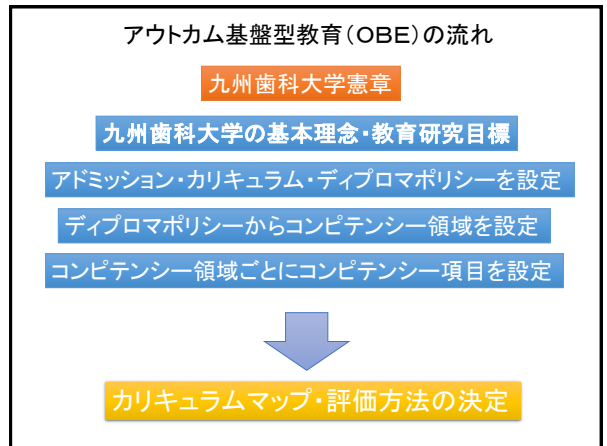 アウトカム基盤型教育(OBE)の流れ
九州歯科大学憲章
九州歯科大学の基本理念・教育研究目標
アドミッション・カリキュラム・ディプロマポリシーを設定
ディプロマポリシーからコンピテンシー領域を設定
コンピテンシー領域ごとにコンピテンシー項目を設定
カリキュラムマップ・評価方法の決定